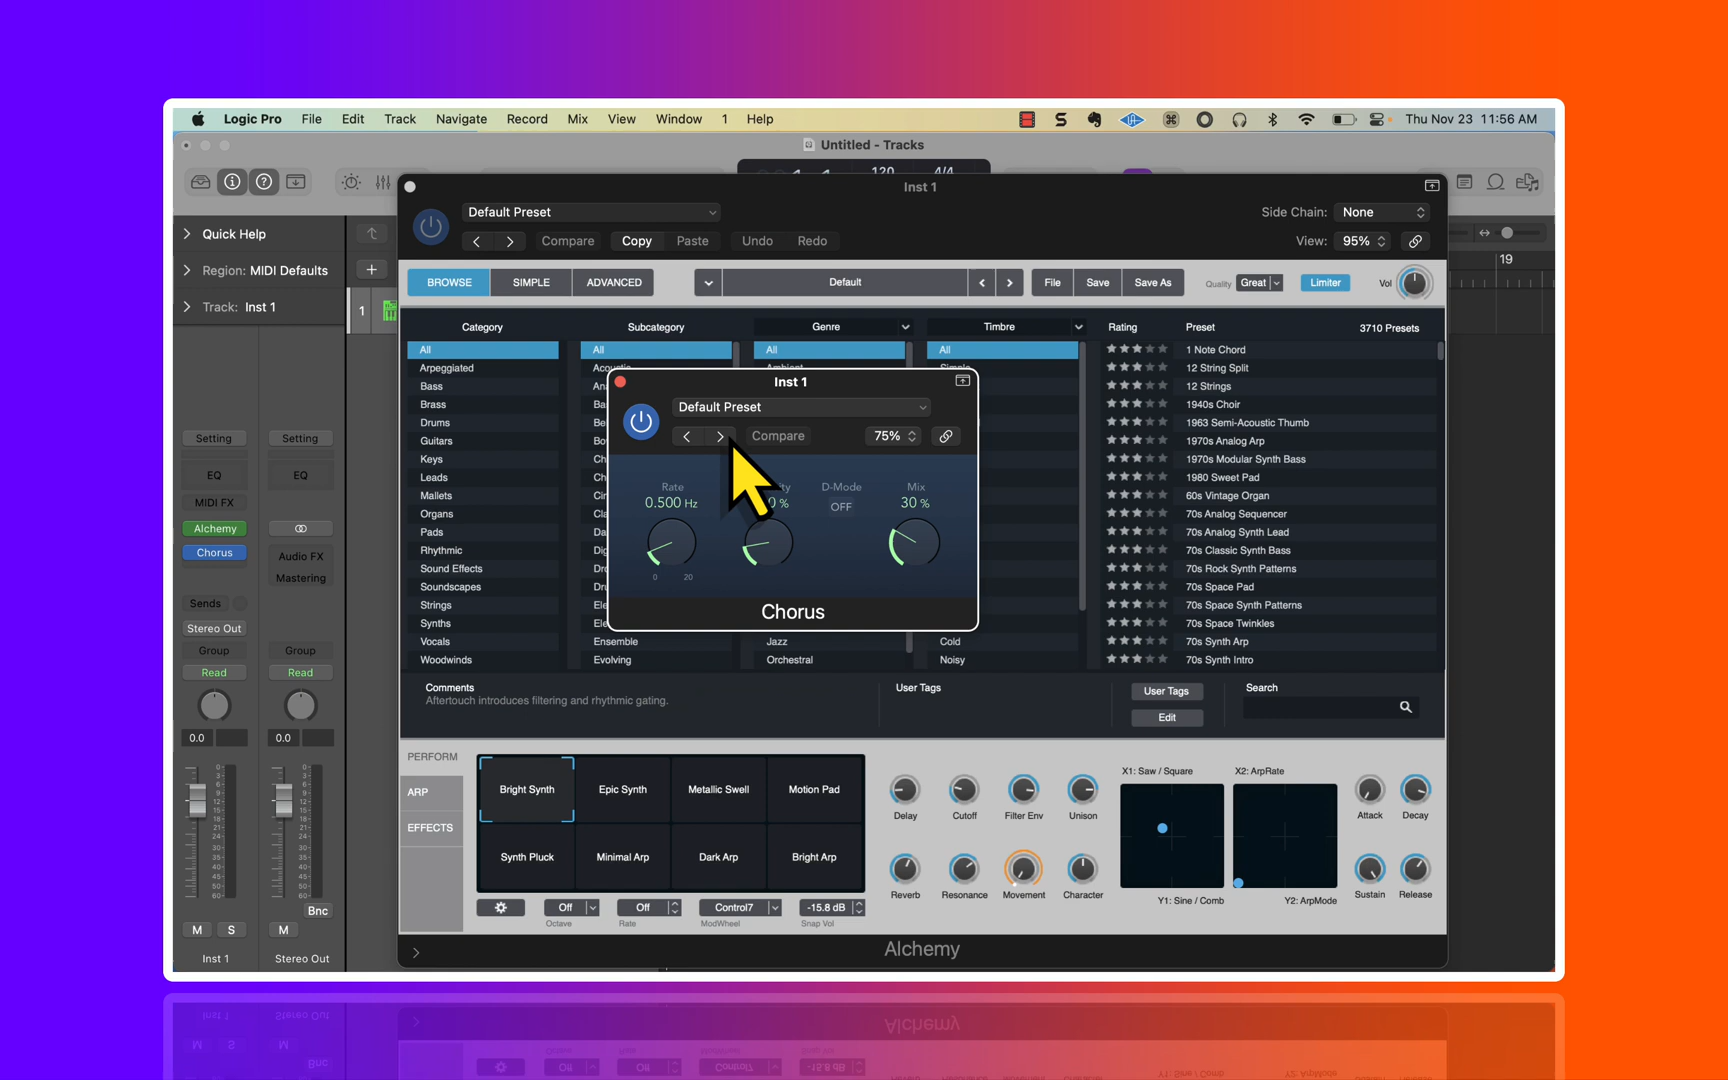 Logic Pro File Edit Track Navigate Record Mix View Window 1 Help Thu Nov 23 11:56 AM
Untitled - Tracks
120 4/4
Inst 1
Default Preset
Side Chain: None
Compare Copy Paste Undo Redo
View: 95%
Quick Help
Region: MIDI Defaults
Track: Inst 1
1
19
BROWSE SIMPLE ADVANCED Default File Save Save As Quality Great Limiter Vol
Category Subcategory Genre Timbre Rating Preset 3710 Presets
All All All All 1 Note Chord
Arpeggiated 12 String Split
Bass 12 Strings
Brass 1940s Choir
Drums 1963 Semi-Acoustic Thumb
Guitars 1970s Analog Arp
Keys 1970s Modular Synth Bass
Leads 1980 Sweet Pad
Mallets 60s Vintage Organ
Organs 70s Analog Sequencer
Pads 70s Analog Synth Lead
Rhythmic 70s Classic Synth Bass
Sound Effects 70s Rock Synth Patterns
Soundscapes 70s Space Pad
Strings 70s Space Synth Patterns
Synths 70s Space Twinkles
Vocals Ensemble Jazz Cold 70s Synth Arp
Woodwinds Evolving Orchestral Noisy 70s Synth Intro
Inst 1
Default Preset
Compare 75%
Rate D-Mode Mix
0.500 Hz OFF 30 %
0 20
Chorus
Setting Setting
EQ EQ
MIDI FX
Alchemy
Chorus Audio FX
Mastering
Sends
Stereo Out
Group Group
Read Read
0.0 0.0
Bnc
M S M
Inst 1 Stereo Out
Comments User Tags User Tags Search
Aftertouch introduces filtering and rhythmic gating.
Edit
PERFORM
ARP
EFFECTS
Bright Synth Epic Synth Metallic Swell Motion Pad
Synth Pluck Minimal Arp Dark Arp Bright Arp
Off Off Control7 -15.8 dB
Octave Rate ModWheel Snap Vol
Delay Cutoff Filter Env Unison
Reverb Resonance Movement Character
X1: Saw / Square X2: ArpRate
Y1: Sine / Comb Y2: ArpMode
Attack Decay
Sustain Release
Alchemy